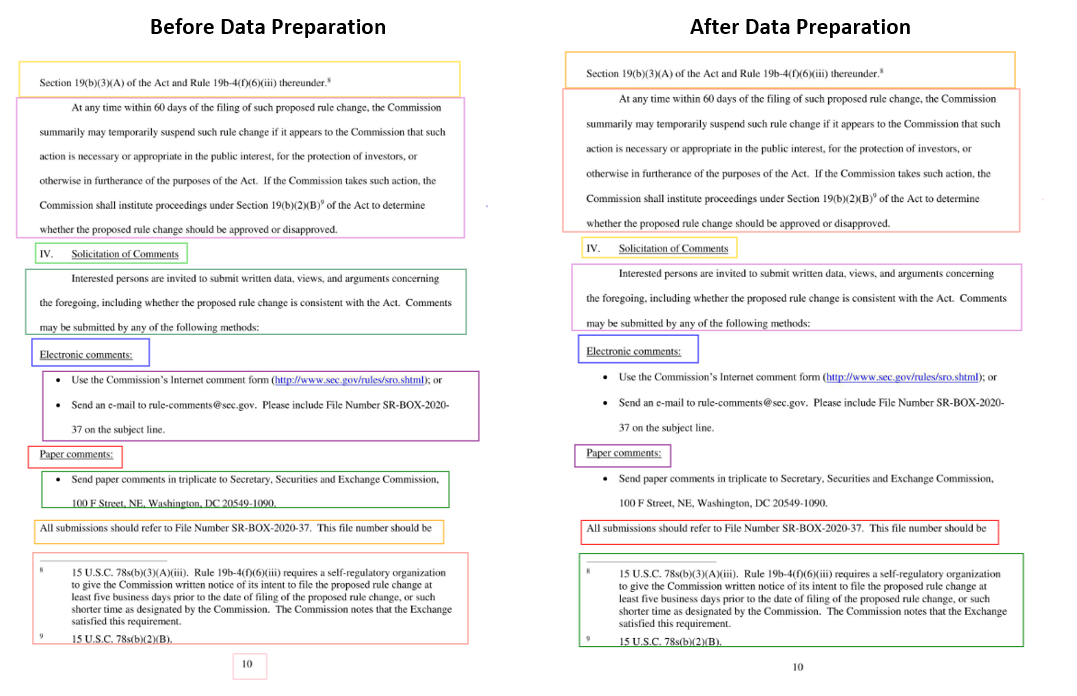 Before Data Preparation
Section 19(b)(3)(A) of the Act and Rule 19b-4(f)(6)(iii) thereunder.8
At any time within 60 days of the filing of such proposed rule change, the Commission
summarily may temporarily suspend such rule change if it appears to the Commission that such
action is necessary or appropriate in the public interest, for the protection of investors, or
otherwise in furtherance of the purposes of the Act. If the Commission takes such action, the
Commission shall institute proceedings under Section 19(b)(2)(B)9 of the Act to determine
whether the proposed rule change should be approved or disapproved.
IV. Solicitation of Comments
Interested persons are invited to submit written data, views, and arguments concerning
the foregoing, including whether the proposed rule change is consistent with the Act. Comments
may be submitted by any of the following methods:
Electronic comments:
• Use the Commission's Internet comment form (http://www.sec.gov/rules/sro.shtml); or
• Send an e-mail to rule-comments@sec.gov. Please include File Number SR-BOX-2020-
37 on the subject line.
Paper comments:
• Send paper comments in triplicate to Secretary, Securities and Exchange Commission,
100 F Street, NE, Washington, DC 20549-1090.
All submissions should refer to File Number SR-BOX-2020-37. This file number should be
8 15 U.S.C. 78s(b)(3)(A)(iii). Rule 19b-4(f)(6)(iii) requires a self-regulatory organization
to give the Commission written notice of its intent to file the proposed rule change at
least five business days prior to the date of filing of the proposed rule change, or such
shorter time as designated by the Commission. The Commission notes that the Exchange
satisfied this requirement.
9 15 U.S.C. 78s(b)(2)(B).
10
After Data Preparation
Section 19(b)(3)(A) of the Act and Rule 19b-4(f)(6)(iii) thereunder.8
At any time within 60 days of the filing of such proposed rule change, the Commission
summarily may temporarily suspend such rule change if it appears to the Commission that such
action is necessary or appropriate in the public interest, for the protection of investors, or
otherwise in furtherance of the purposes of the Act. If the Commission takes such action, the
Commission shall institute proceedings under Section 19(b)(2)(B)9 of the Act to determine
whether the proposed rule change should be approved or disapproved.
IV. Solicitation of Comments
Interested persons are invited to submit written data, views, and arguments concerning
the foregoing, including whether the proposed rule change is consistent with the Act. Comments
may be submitted by any of the following methods:
Electronic comments:
• Use the Commission's Internet comment form (http://www.sec.gov/rules/sro.shtml); or
• Send an e-mail to rule-comments@sec.gov. Please include File Number SR-BOX-2020-
37 on the subject line.
Paper comments:
• Send paper comments in triplicate to Secretary, Securities and Exchange Commission,
100 F Street, NE, Washington, DC 20549-1090.
All submissions should refer to File Number SR-BOX-2020-37. This file number should be
8 15 U.S.C. 78s(b)(3)(A)(iii). Rule 19b-4(f)(6)(iii) requires a self-regulatory organization
to give the Commission written notice of its intent to file the proposed rule change at
least five business days prior to the date of filing of the proposed rule change, or such
shorter time as designated by the Commission. The Commission notes that the Exchange
satisfied this requirement.
9 15 U.S.C. 78s(b)(2)(B).
10